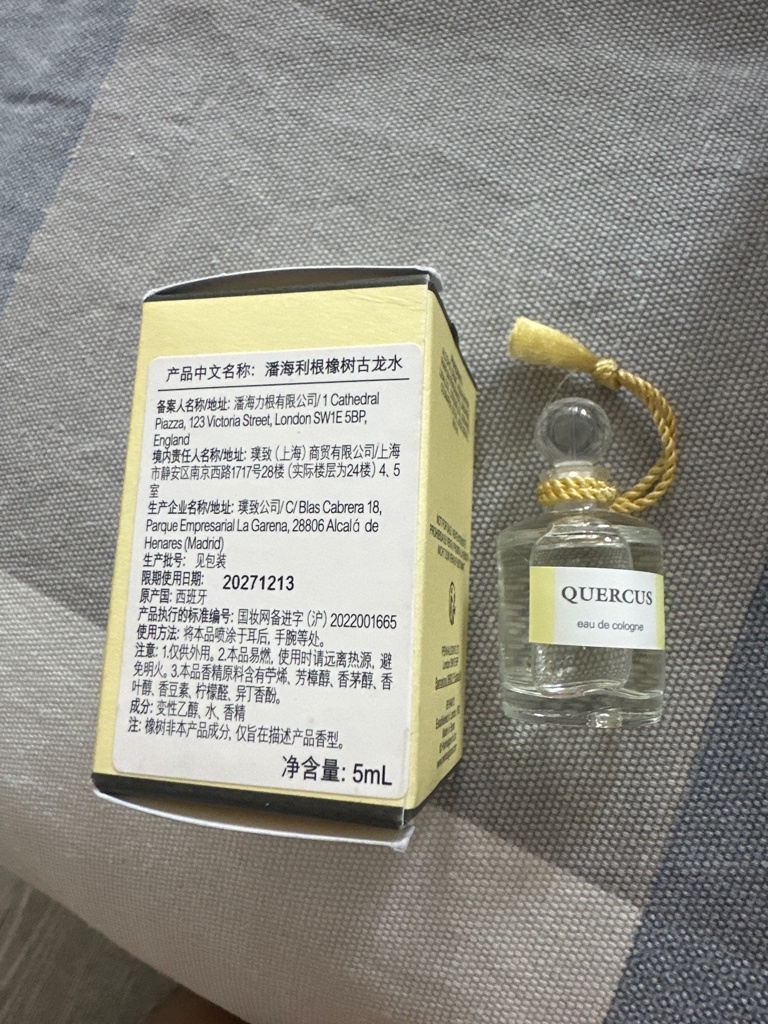 产品中文名称: 潘海利根橡树古龙水
备案人名称/地址: 潘海力根有限公司/ 1 Cathedral
Piazza, 123 Victoria Street, London SW1E 5BP,
England
境内责任人名称/地址: 璞致 (上海) 商贸有限公司/上海
市静安区南京西路1717号28楼 (实际楼层为24楼) 4、5
室
生产企业名称/地址: 璞致公司/ C/ Blas Cabrera 18,
Parque Empresarial La Garena, 28806 Alcalá de
Henares (Madrid)
生产批号: 见包装
限期使用日期: 20271213
原产国: 西班牙
产品执行的标准编号: 国妆网备进字 (沪) 2022001665
使用方法: 将本品喷涂于耳后, 手腕等处。
注意: 1.仅供外用。2.本品易燃, 使用时请远离热源, 避
免明火。3.本品香精原料含有苧烯、芳樟醇、香茅醇、香
叶醇、香豆素、柠檬醛、异丁香酚。
成分: 变性乙醇、水、香精
注: 橡树非本产品成分, 仅旨在描述产品香型。
净含量: 5mL
QUERCUS
eau de cologne